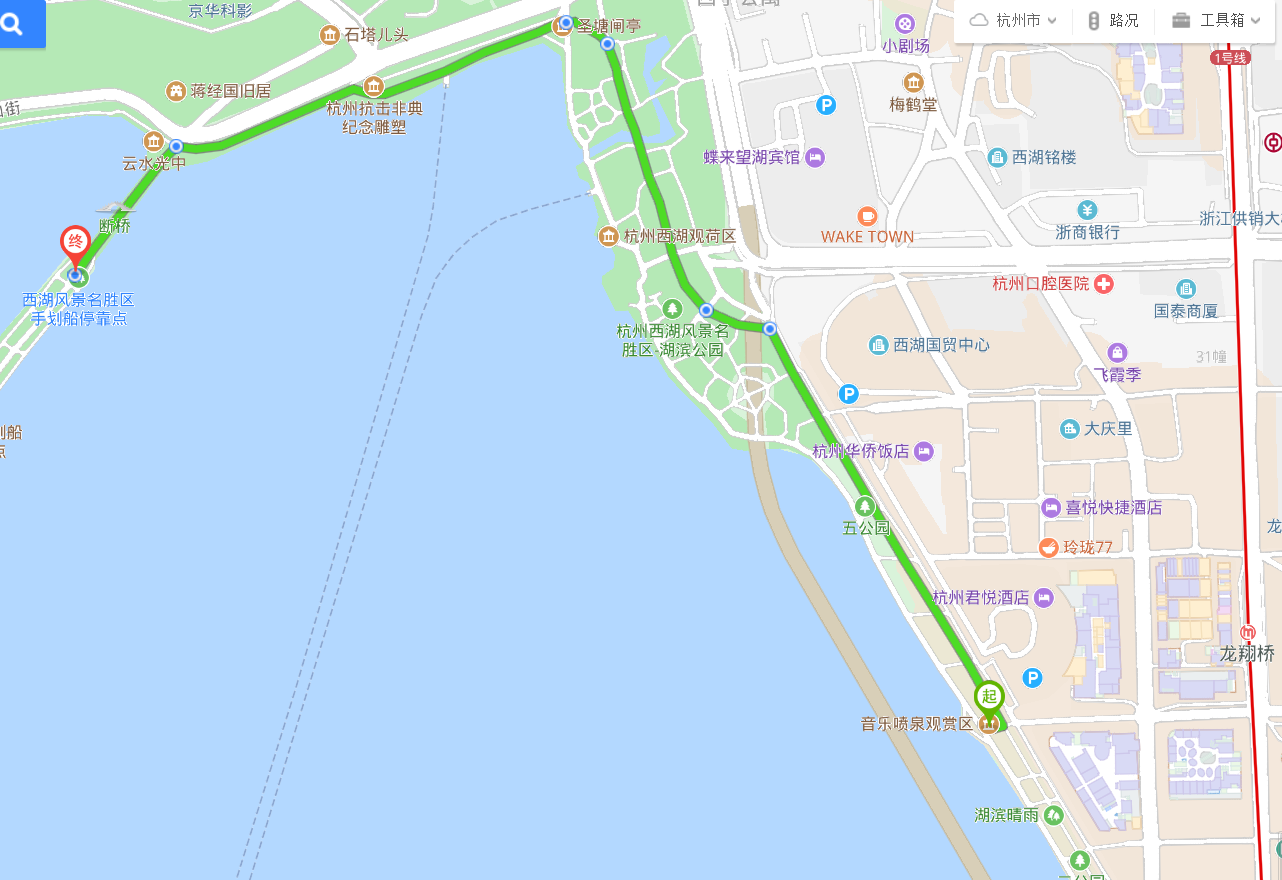 京华科影
石塔儿头
圣塘闸亭
小剧场
杭州市
路况
工具箱
1号线
蒋经国旧居
杭州抗击非典
纪念雕塑
梅鹤堂
P
云水光中
蝶来望湖宾馆
西湖铭楼
断桥
终
杭州西湖观荷区
WAKE TOWN
浙商银行
浙江供销大
西湖风景名胜区
手划船停靠点
杭州口腔医院
国泰商厦
杭州西湖风景名
胜区-湖滨公园
西湖国贸中心
31幢
飞霞季
P
划船
点
大庆里
杭州华侨饭店
喜悦快捷酒店
五公园
龙
玲珑77
杭州君悦酒店
龙翔桥
P
起
音乐喷泉观赏区
湖滨晴雨